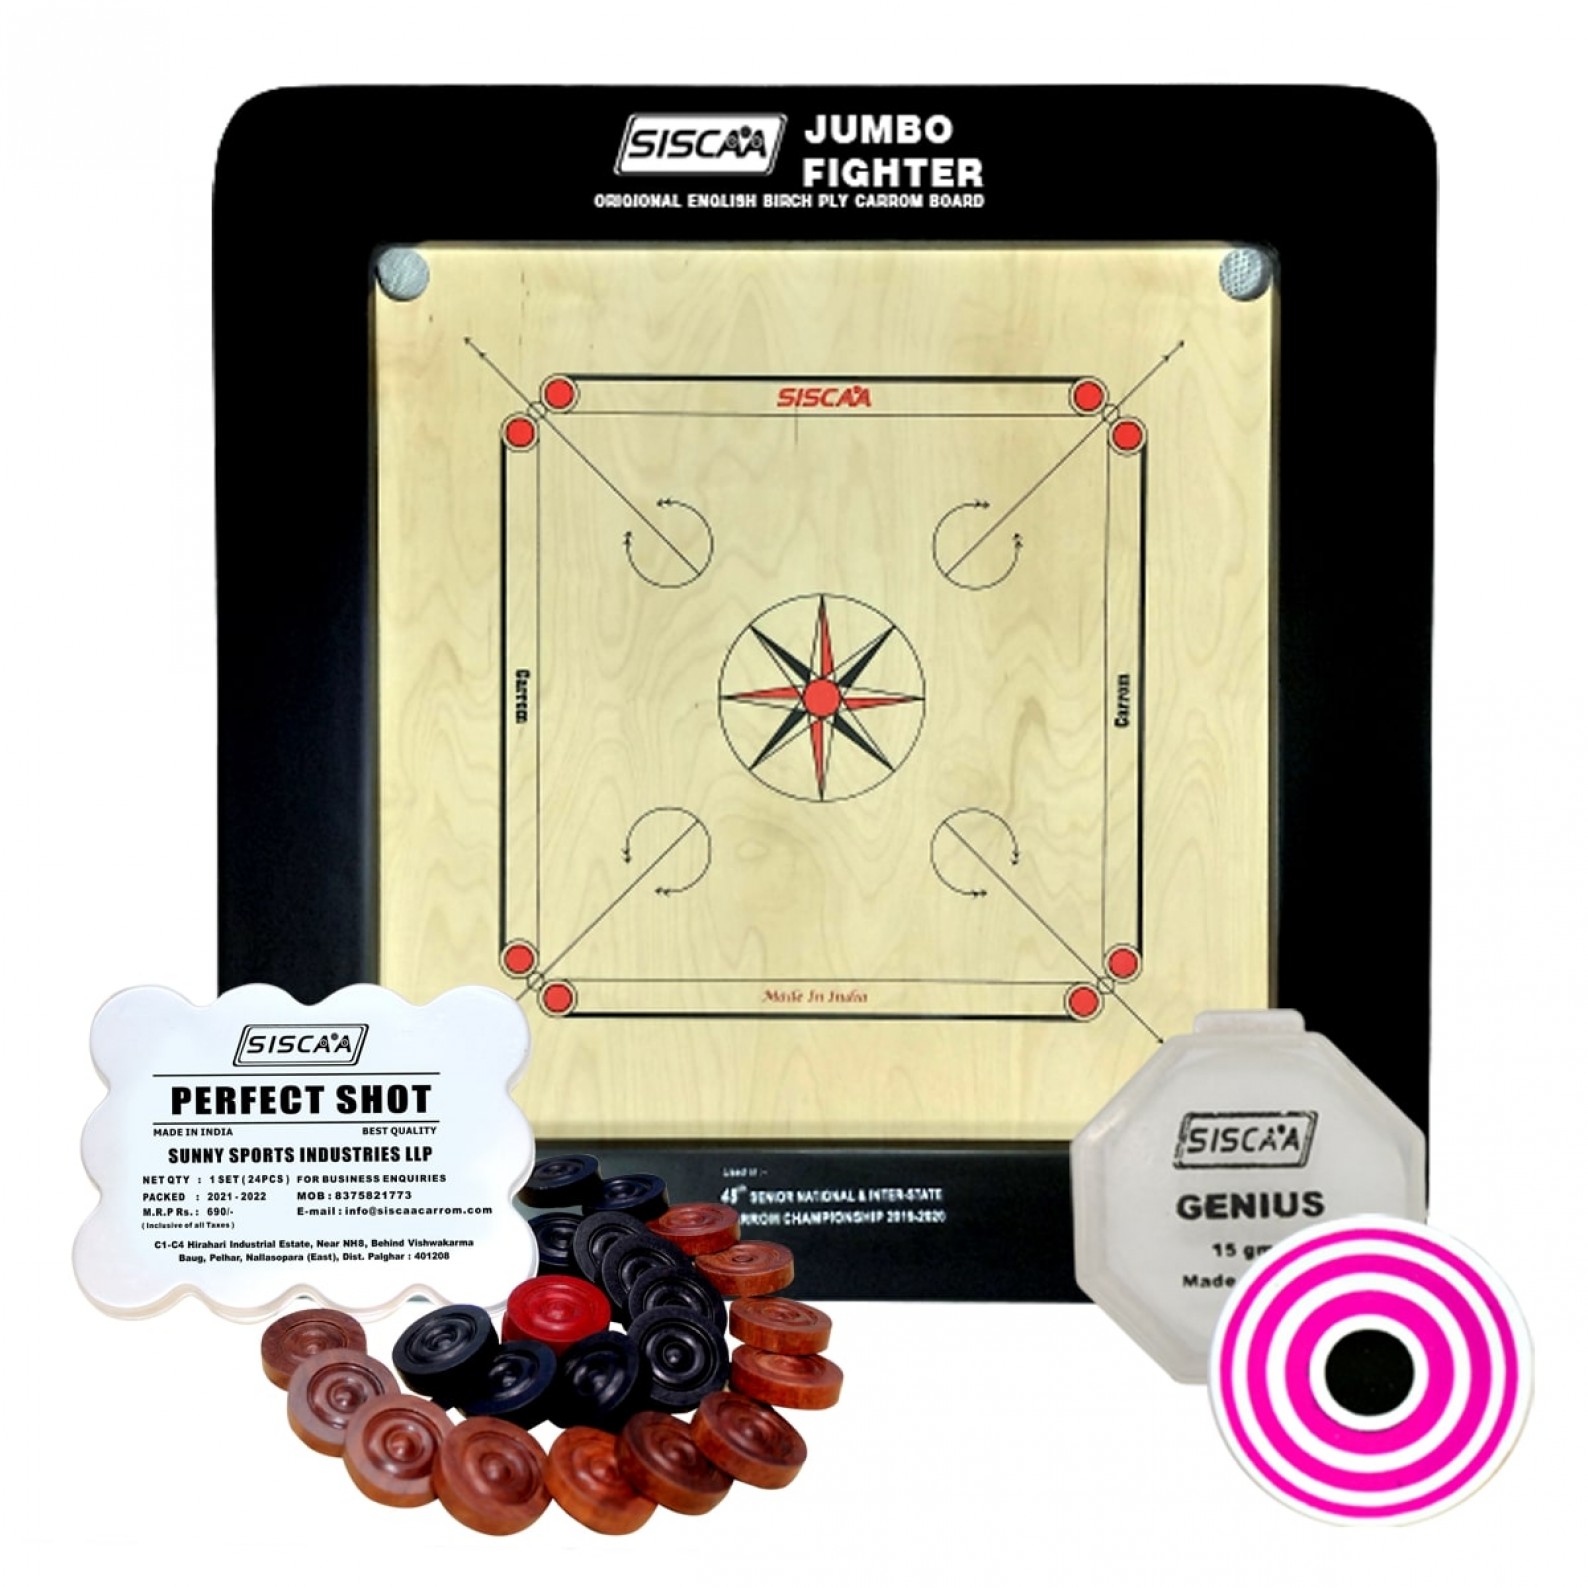 SISCAA JUMBO
FIGHTER
ORIQIONAL ENGLISH BIRCH PLY CARROM BOARD
SISCAA
Carrom
Carrom
Made In India
Used in :-
48th SENIOR NATIONAL & INTER-STATE
CHAMPIONSHIP 2019-2020
SISCAA
PERFECT SHOT
MADE IN INDIA BEST QUALITY
SUNNY SPORTS INDUSTRIES LLP
NET QTY : 1 SET ( 24PCS ) FOR BUSINESS ENQUIRIES
PACKED : 2021 - 2022 MOB : 8375821773
M.R.P Rs. : 690/- E-mail : info@siscaacarrom.com
( Inclusive of all Taxes )
C1-C4 Hirahari Industrial Estate, Near NH8, Behind Vishwakarma
Baug, Pelhar, Nallasopara (East), Dist. Palghar : 401208
SISCAA
GENIUS
15 gm
Made